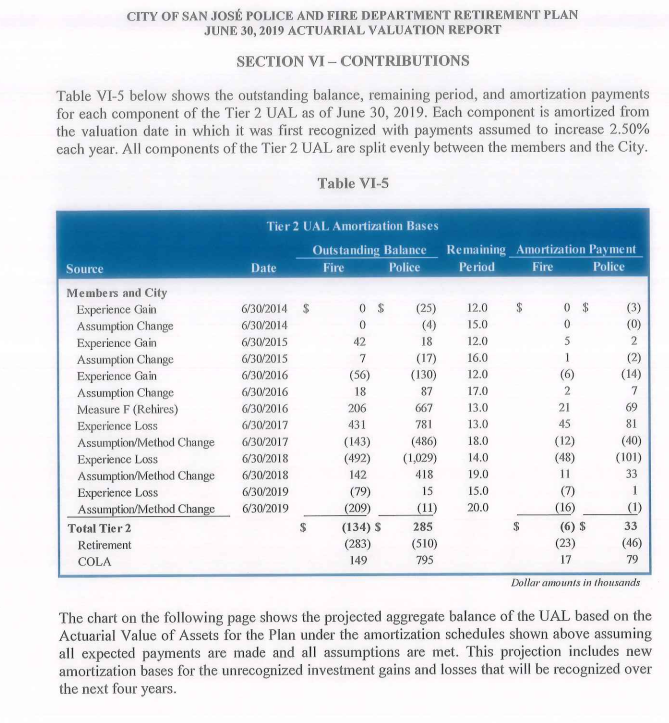 CITY OF SAN JOSÉ POLICE AND FIRE DEPARTMENT RETIREMENT PLAN
JUNE 30, 2019 ACTUARIAL VALUATION REPORT
SECTION VI – CONTRIBUTIONS
Table VI-5 below shows the outstanding balance, remaining period, and amortization payments
for each component of the Tier 2 UAL as of June 30, 2019. Each component is amortized from
the valuation date in which it was first recognized with payments assumed to increase 2.50%
each year. All components of the Tier 2 UAL are split evenly between the members and the City.
Table VI-5
Tier 2 UAL Amortization Bases
Outstanding Balance Remaining Amortization Payment
Source Date Fire Police Period Fire Police
Members and City
Experience Gain 6/30/2014 $ 0 $ (25) 12.0 $ 0 $ (3)
Assumption Change 6/30/2014 0 (4) 15.0 0 (0)
Experience Gain 6/30/2015 42 18 12.0 5 2
Assumption Change 6/30/2015 7 (17) 16.0 1 (2)
Experience Gain 6/30/2016 (56) (130) 12.0 (6) (14)
Assumption Change 6/30/2016 18 87 17.0 2 7
Measure F (Rehires) 6/30/2016 206 667 13.0 21 69
Experience Loss 6/30/2017 431 781 13.0 45 81
Assumption/Method Change 6/30/2017 (143) (486) 18.0 (12) (40)
Experience Loss 6/30/2018 (492) (1,029) 14.0 (48) (101)
Assumption/Method Change 6/30/2018 142 418 19.0 11 33
Experience Loss 6/30/2019 (79) 15 15.0 (7) 1
Assumption/Method Change 6/30/2019 (209) (11) 20.0 (16) (1)
Total Tier 2 $ (134) $ 285 $ (6) $ 33
Retirement (283) (510) (23) (46)
COLA 149 795 17 79
Dollar amounts in thousands
The chart on the following page shows the projected aggregate balance of the UAL based on the
Actuarial Value of Assets for the Plan under the amortization schedules shown above assuming
all expected payments are made and all assumptions are met. This projection includes new
amortization bases for the unrecognized investment gains and losses that will be recognized over
the next four years.